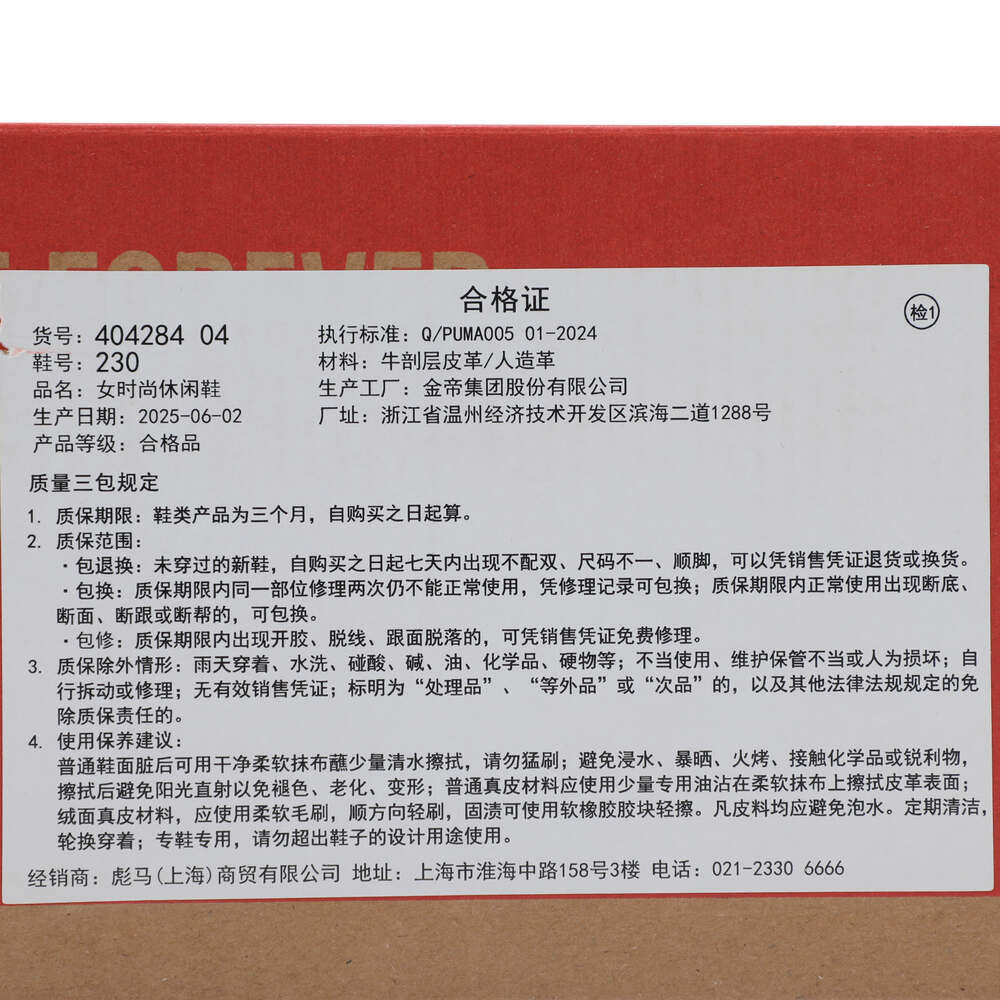 FOREVER
合格证
检1
货号：404284 04
执行标准：Q/PUMA005 01-2024
鞋号：230
材料：牛剖层皮革/人造革
品名：女时尚休闲鞋
生产工厂：金帝集团股份有限公司
生产日期：2025-06-02
厂址：浙江省温州经济技术开发区滨海二道1288号
产品等级：合格品
质量三包规定
1. 质保期限：鞋类产品为三个月，自购买之日起算。
2. 质保范围：
·包退换：未穿过的新鞋，自购买之日起七天内出现不配双、尺码不一、顺脚，可以凭销售凭证退货或换货。
·包换：质保期限内同一部位修理两次仍不能正常使用，凭修理记录可包换；质保期限内正常使用出现断底、
断面、断跟或断帮的，可包换。
·包修：质保期限内出现开胶、脱线、跟面脱落的，可凭销售凭证免费修理。
3. 质保除外情形：雨天穿着、水洗、碰酸、碱、油、化学品、硬物等；不当使用、维护保管不当或人为损坏；自
行拆动或修理；无有效销售凭证；标明为“处理品”、“等外品”或“次品”的，以及其他法律法规规定的免
除质保责任的。
4. 使用保养建议：
普通鞋面脏后可用干净柔软抹布蘸少量清水擦拭，请勿猛刷；避免浸水、暴晒、火烤、接触化学品或锐利物，
擦拭后避免阳光直射以免褪色、老化、变形；普通真皮材料应使用少量专用油沾在柔软抹布上擦拭皮革表面；
绒面真皮材料，应使用柔软毛刷，顺方向轻刷，固渍可使用软橡胶胶块轻擦。凡皮料均应避免泡水。定期清洁，
轮换穿着；专鞋专用，请勿超出鞋子的设计用途使用。
经销商：彪马(上海)商贸有限公司 地址：上海市淮海中路158号3楼 电话：021-2330 6666